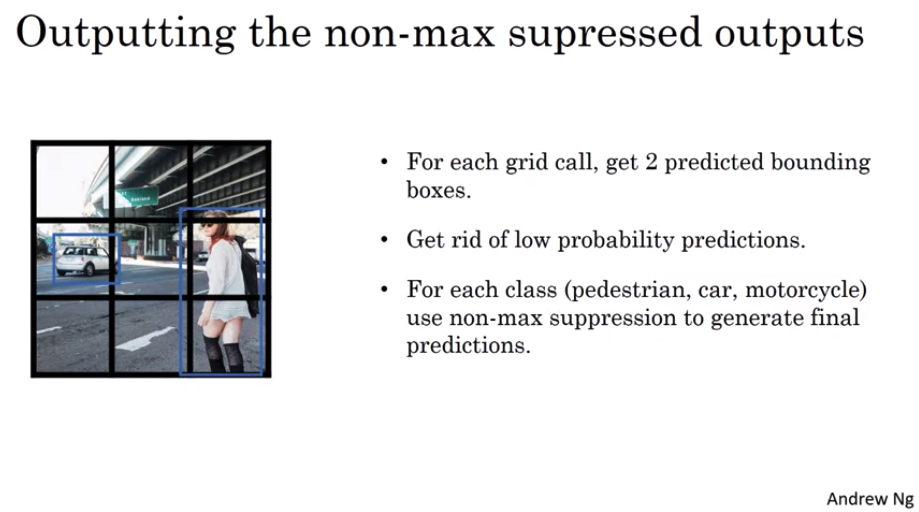 Outputting the non-max supressed outputs
• For each grid call, get 2 predicted bounding
boxes.
• Get rid of low probability predictions.
• For each class (pedestrian, car, motorcycle)
use non-max suppression to generate final
predictions.
Andrew Ng